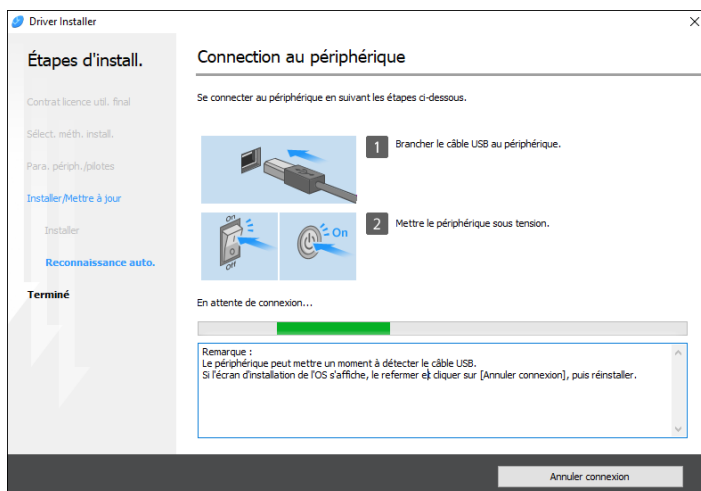 Driver Installer
Étapes d'install.
Contrat licence util. final
Sélect. méth. install.
Para. périph./pilotes
Installer/Mettre à jour
Installer
Reconnaissance auto.
Terminé
Connection au périphérique
Se connecter au périphérique en suivant les étapes ci-dessous.
1 Brancher le câble USB au périphérique.
On
Off
On
2 Mettre le périphérique sous tension.
En attente de connexion...
Remarque :
Le périphérique peut mettre un moment à détecter le câble USB.
Si l'écran d'installation de l'OS s'affiche, le refermer et cliquer sur [Annuler connexion], puis réinstaller.
Annuler connexion